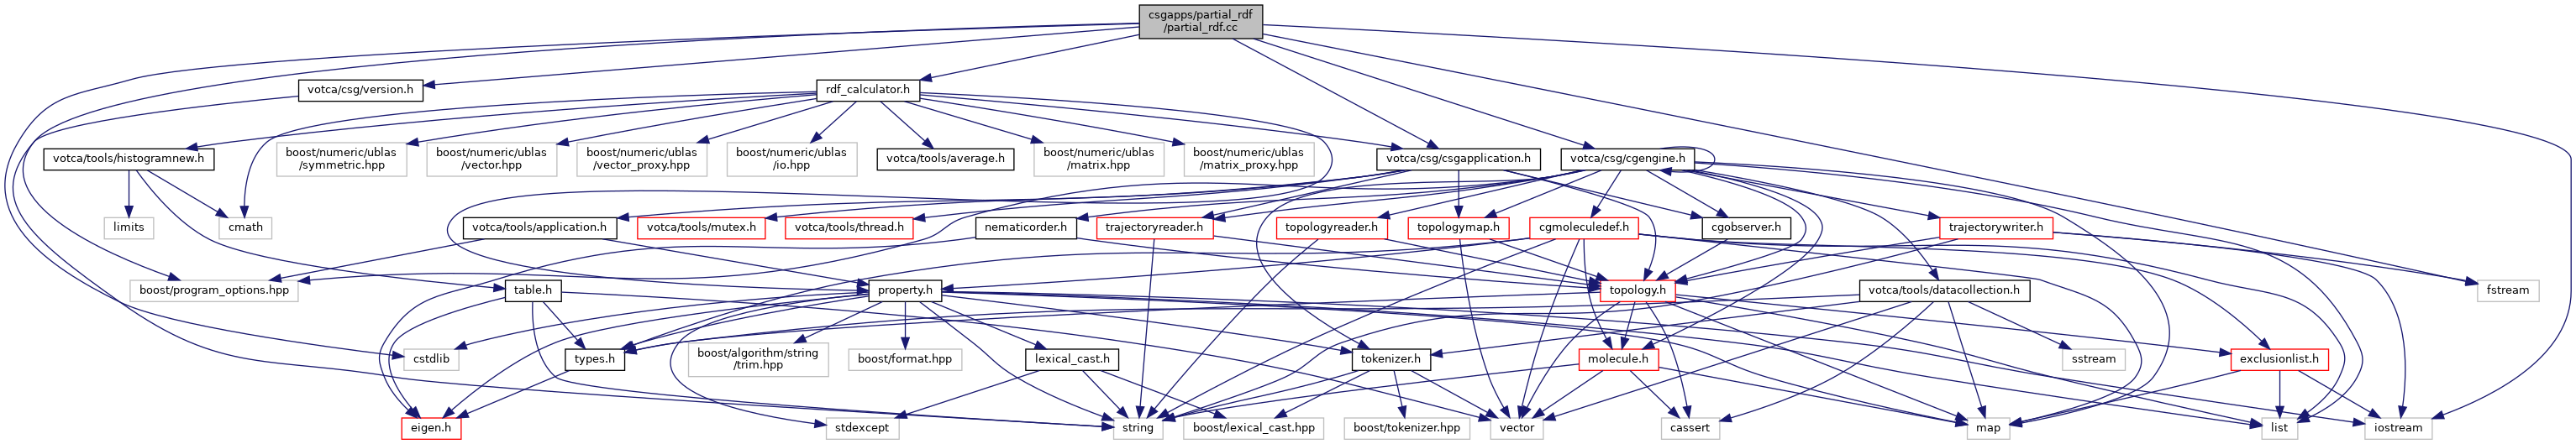 csgapps/partial_rdf
/partial_rdf.cc
votca/csg/version.h
rdf_calculator.h
votca/tools/histogramnew.h
boost/numeric/ublas
/symmetric.hpp
boost/numeric/ublas
/vector.hpp
boost/numeric/ublas
/vector_proxy.hpp
boost/numeric/ublas
/io.hpp
votca/tools/average.h
boost/numeric/ublas
/matrix.hpp
boost/numeric/ublas
/matrix_proxy.hpp
votca/csg/csgapplication.h
votca/csg/cgengine.h
limits
cmath
votca/tools/application.h
votca/tools/mutex.h
votca/tools/thread.h
nematicorder.h
trajectoryreader.h
topologyreader.h
topologymap.h
cgmoleculedef.h
cgobserver.h
trajectorywriter.h
boost/program_options.hpp
table.h
property.h
topology.h
votca/tools/datacollection.h
fstream
cstdlib
types.h
boost/algorithm/string
/trim.hpp
boost/format.hpp
lexical_cast.h
tokenizer.h
molecule.h
sstream
exclusionlist.h
eigen.h
stdexcept
string
boost/lexical_cast.hpp
boost/tokenizer.hpp
vector
cassert
map
list
iostream